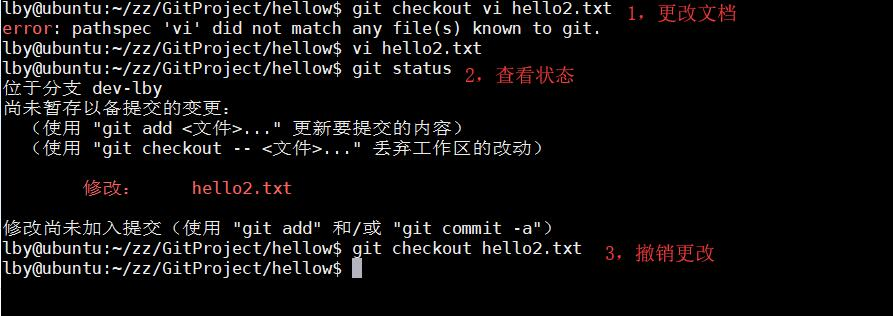 lby@ubuntu:~/zz/GitProject/hellow$ git checkout vi hello2.txt 1，更改文档
error: pathspec 'vi' did not match any file(s) known to git.
lby@ubuntu:~/zz/GitProject/hellow$ vi hello2.txt
lby@ubuntu:~/zz/GitProject/hellow$ git status 2，查看状态
位于分支 dev-lby
尚未暂存以备提交的变更：
（使用 "git add <文件>..." 更新要提交的内容）
（使用 "git checkout -- <文件>..." 丢弃工作区的改动）
修改： hello2.txt
修改尚未加入提交（使用 "git add" 和/或 "git commit -a"）
lby@ubuntu:~/zz/GitProject/hellow$ git checkout hello2.txt 3，撤销更改
lby@ubuntu:~/zz/GitProject/hellow$